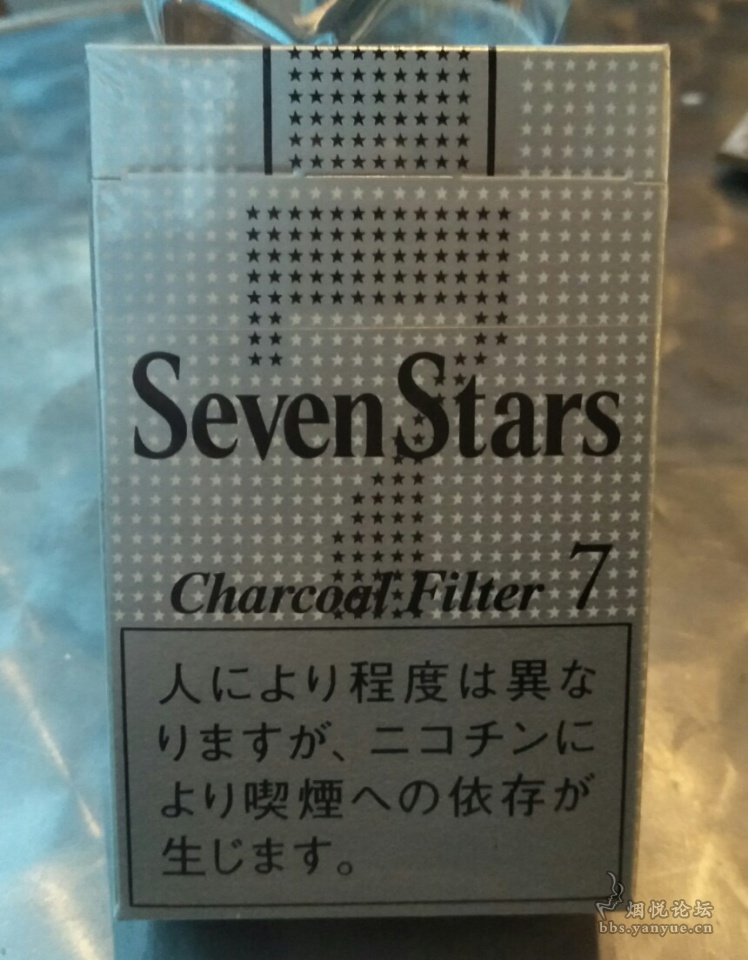 Seven Stars
Charcoal Filter 7
人により程度は異な
りますが、ニコチンに
より喫煙への依存が
生じます。
烟悦论坛
bbs.yanyue.cn